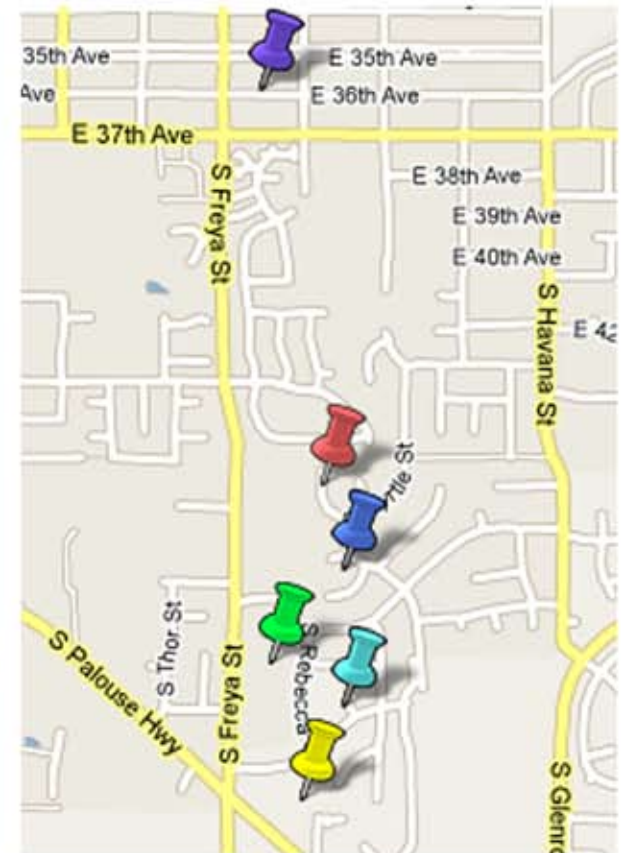 35th Ave
E 35th Ave
Ave
E 36th Ave
E 37th Ave
E 38th Ave
S Freya St
E 39th Ave
E 40th Ave
S Havana St
E 42
rtle St
S Thor St
S Rebecca
S Palouse Hwy
S Freya St
S Glenro